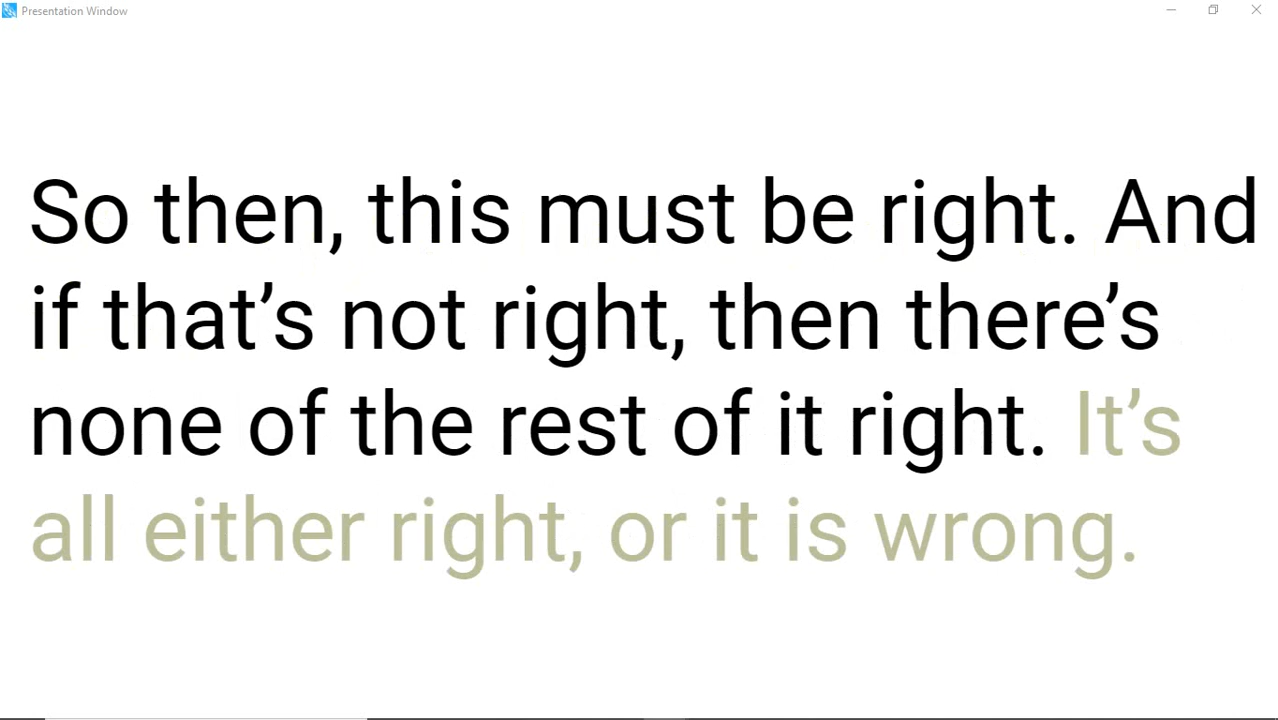 Presentation Window
So then, this must be right. And
if that’s not right, then there’s
none of the rest of it right. It’s
all either right, or it is wrong.